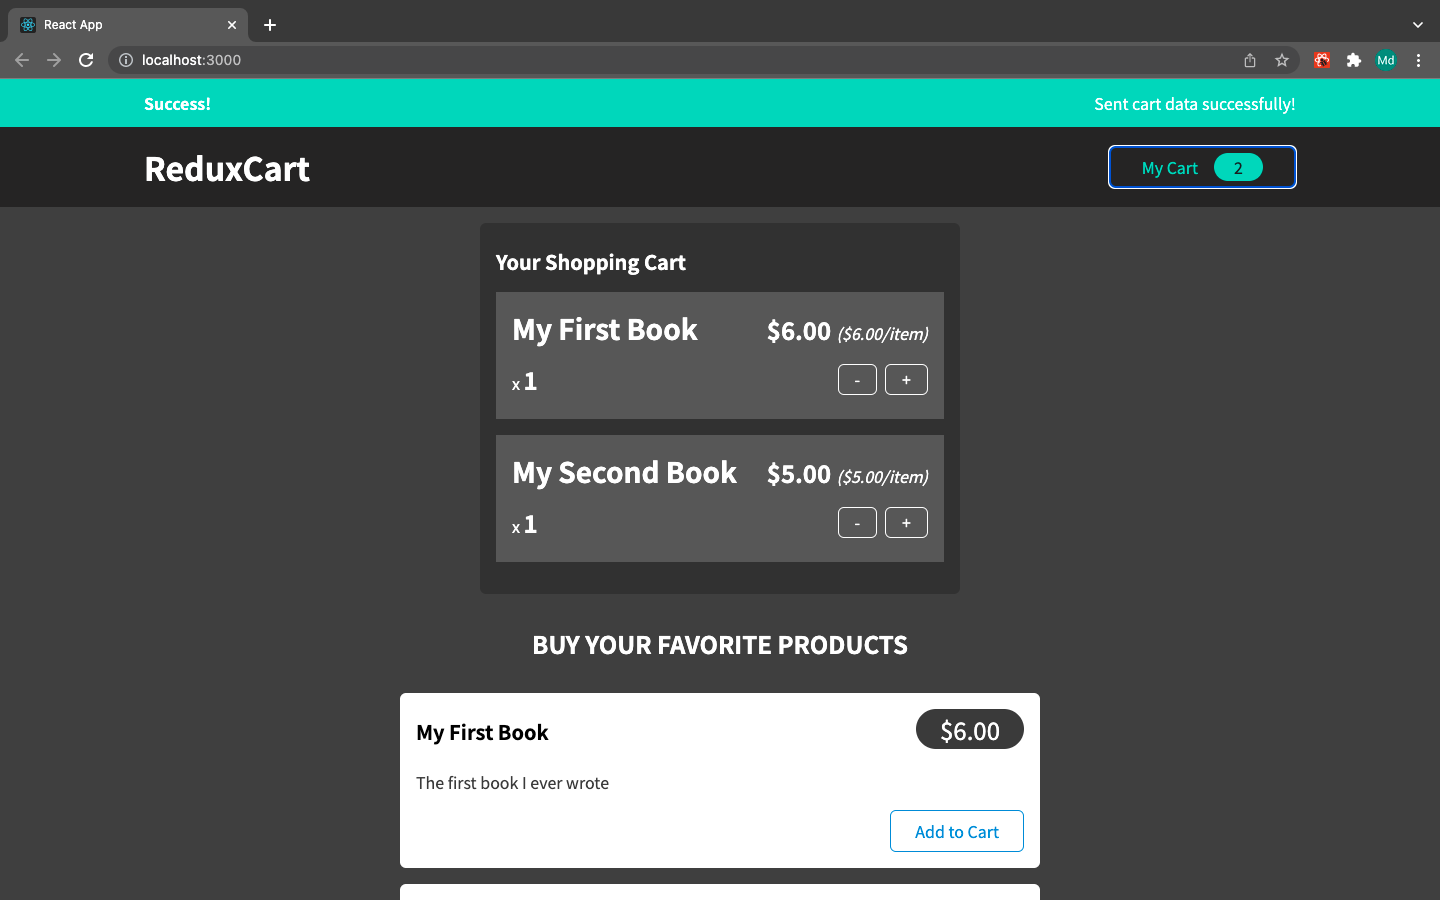 React App
localhost:3000
Md
Success! Sent cart data successfully!
ReduxCart My Cart 2
Your Shopping Cart
My First Book $6.00 ($6.00/item)
x 1 - +
My Second Book $5.00 ($5.00/item)
x 1 - +
BUY YOUR FAVORITE PRODUCTS
My First Book $6.00
The first book I ever wrote
Add to Cart